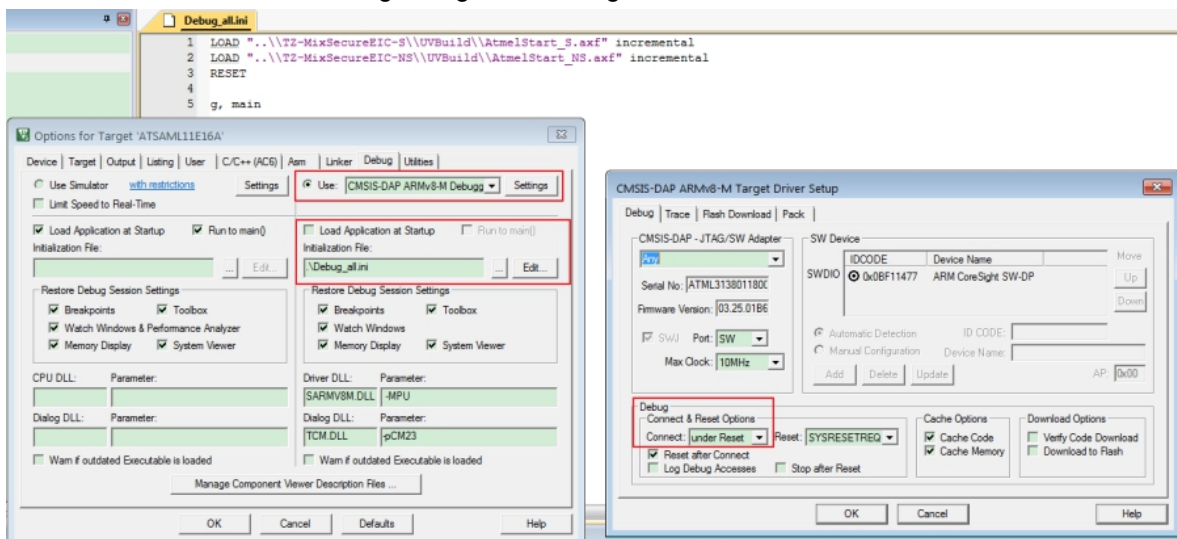 Debug_all.ini
1 LOAD "..\\TZ-MixSecureEIC-S\\UVBuild\\AtmelStart_S.axf" incremental
2 LOAD "..\\TZ-MixSecureEIC-NS\\UVBuild\\AtmelStart_NS.axf" incremental
3 RESET
4
5 g, main
Options for Target 'ATSAML11E16A'
Device | Target | Output | Listing | User | C/C++ (AC6) | Asm | Linker Debug | Utilities |
Use Simulator with restrictions Settings
Limit Speed to Real-Time
Use: CMSIS-DAP ARMv8-M Debugg Settings
Load Application at Startup Run to main()
Initialization File:
... Edit...
Load Application at Startup Run to main()
Initialization File:
.\Debug_all.ini ... Edit...
Restore Debug Session Settings
Breakpoints Toolbox
Watch Windows & Performance Analyzer
Memory Display System Viewer
Restore Debug Session Settings
Breakpoints Toolbox
Watch Windows
Memory Display System Viewer
CPU DLL: Parameter:
Driver DLL: Parameter:
SARMV8M.DLL -MPU
Dialog DLL: Parameter:
Dialog DLL: Parameter:
TCM.DLL -pCM23
Warn if outdated Executable is loaded
Warn if outdated Executable is loaded
Manage Component Viewer Description Files ...
OK Cancel Defaults Help
CMSIS-DAP ARMv8-M Target Driver Setup
Debug | Trace | Flash Download | Pack |
CMSIS-DAP - JTAG/SW Adapter
Any
Serial No: ATML313801180C
Firmware Version: 03.25.01B6
SWJ Port: SW
Max Clock: 10MHz
SW Device
IDCODE Device Name Move
SWDIO 0x0BF11477 ARM CoreSight SW-DP Up
Down
Automatic Detection ID CODE:
Manual Configuration Device Name:
Add Delete Update AP: 0x00
Debug
Connect & Reset Options
Connect: under Reset Reset: SYSRESETREQ
Reset after Connect
Log Debug Accesses Stop after Reset
Cache Options
Cache Code
Cache Memory
Download Options
Verify Code Download
Download to Flash
OK Cancel Help